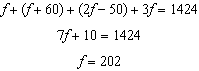 f + (f + 60) + (2f − 50) + 3f = 1424
7f + 10 = 1424
f = 202